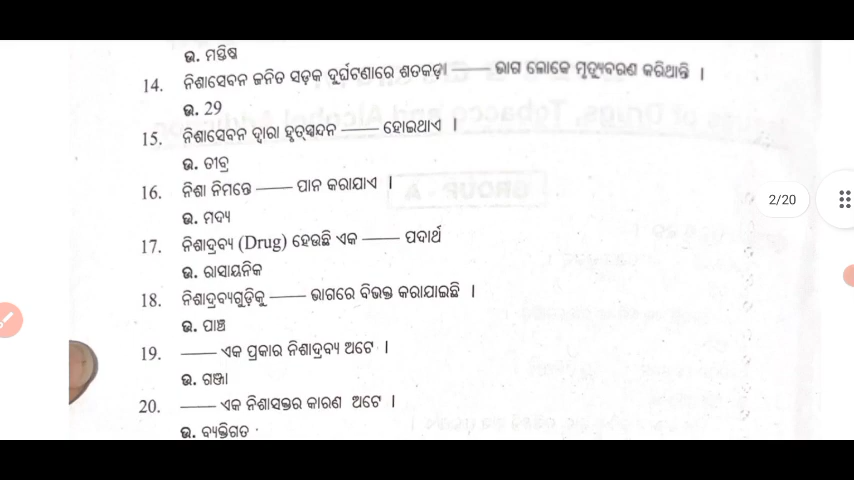 ଉ. ମସ୍ତିଷ୍କ
14. ନିଶାସେବନ ଜନିତ ସଡ଼କ ଦୁର୍ଘଟଣାରେ ଶତକଡ଼ା —— ଭାଗ ଲୋକେ ମୃତ୍ୟୁବରଣ କରିଥାନ୍ତି ।
ଉ. 29
15. ନିଶାସେବନ ଦ୍ୱାରା ହୃତ୍‌ସ୍ପନ୍ଦନ —— ହୋଇଥାଏ ।
ଉ. ତୀବ୍ର
16. ନିଶା ନିମନ୍ତେ —— ପାନ କରାଯାଏ ।
ଉ. ମଦ୍ୟ
2/20
17. ନିଶାଦ୍ରବ୍ୟ (Drug) ହେଉଛି ଏକ —— ପଦାର୍ଥ
ଉ. ରାସାୟନିକ
18. ନିଶାଦ୍ରବ୍ୟଗୁଡ଼ିକୁ —— ଭାଗରେ ବିଭକ୍ତ କରାଯାଇଛି ।
ଉ. ପାଞ୍ଚ
19. —— ଏକ ପ୍ରକାର ନିଶାଦ୍ରବ୍ୟ ଅଟେ ।
ଉ. ଗଞ୍ଜା
20. —— ଏକ ନିଶାସକ୍ତର କାରଣ ଅଟେ ।
ଉ. ବ୍ୟକ୍ତିଗତ